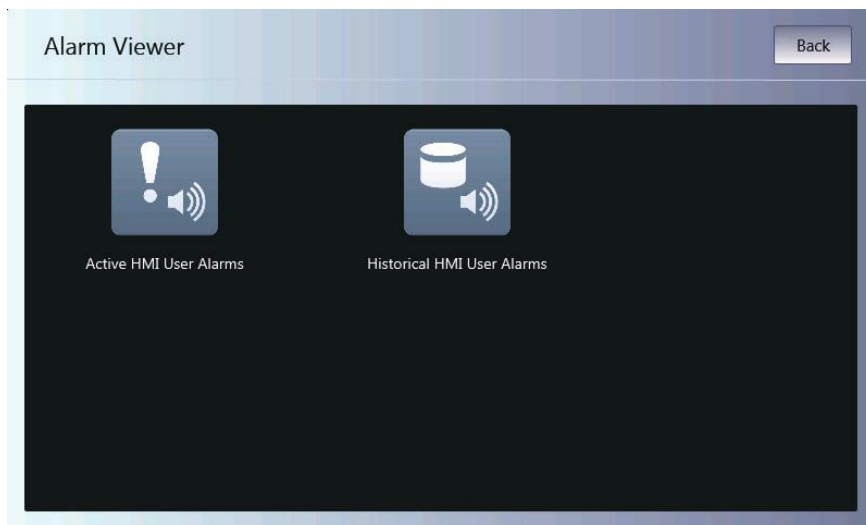 Alarm Viewer
Back
Active HMI User Alarms
Historical HMI User Alarms